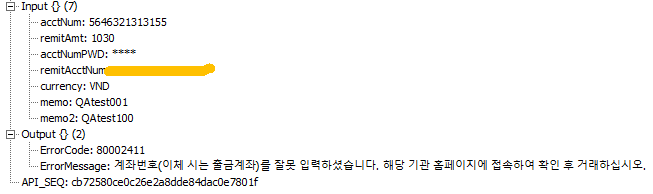 Input {} (7)
acctNum: 5646321313155
remitAmt: 1030
acctNumPWD: ****
remitAcctNum
currency: VND
memo: QAtest001
memo2: QAtest100
Output {} (2)
ErrorCode: 80002411
ErrorMessage: 계좌번호(이체 시는 출금계좌)를 잘못 입력하셨습니다. 해당 기관 홈페이지에 접속하여 확인 후 거래하십시오.
API_SEQ: cb72580ce0c26e2a8dde84dac0e7801f